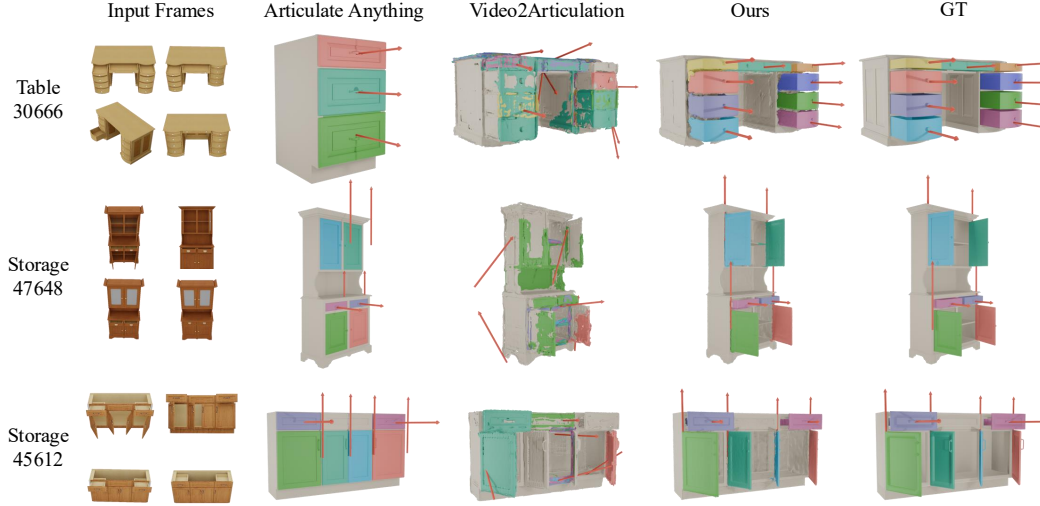 Input Frames Articulate Anything Video2Articulation Ours GT
Table
30666
Storage
47648
Storage
45612